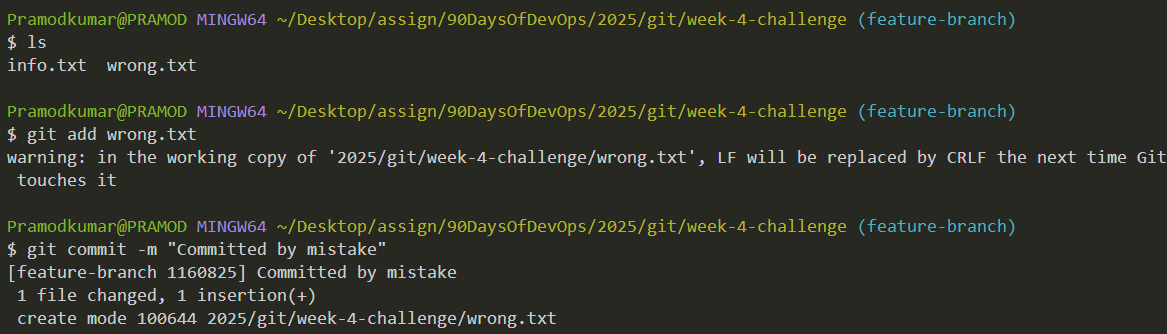 Pramodkumar@PRAMOD MINGW64 ~/Desktop/assign/90DaysOfDevOps/2025/git/week-4-challenge (feature-branch)
$ ls
info.txt  wrong.txt
Pramodkumar@PRAMOD MINGW64 ~/Desktop/assign/90DaysOfDevOps/2025/git/week-4-challenge (feature-branch)
$ git add wrong.txt
warning: in the working copy of '2025/git/week-4-challenge/wrong.txt', LF will be replaced by CRLF the next time Git
 touches it
Pramodkumar@PRAMOD MINGW64 ~/Desktop/assign/90DaysOfDevOps/2025/git/week-4-challenge (feature-branch)
$ git commit -m "Committed by mistake"
[feature-branch 1160825] Committed by mistake
 1 file changed, 1 insertion(+)
 create mode 100644 2025/git/week-4-challenge/wrong.txt